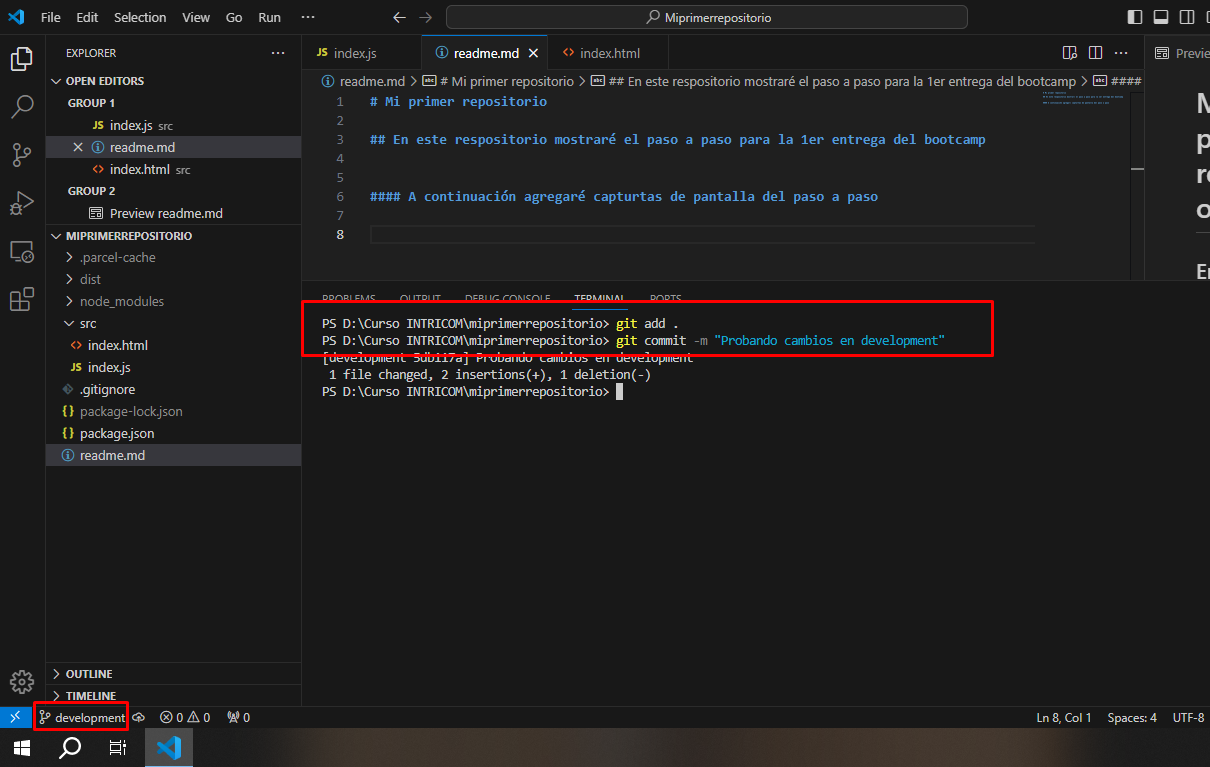 File Edit Selection View Go Run ···
Miprimerrepositorio
EXPLORER ···
OPEN EDITORS
GROUP 1
JS index.js src
readme.md
index.html src
GROUP 2
Preview readme.md
MIPRIMERREPOSITORIO
.parcel-cache
dist
node_modules
src
index.html
JS index.js
.gitignore
package-lock.json
package.json
readme.md
OUTLINE
TIMELINE
JS index.js readme.md index.html ···
readme.md > # Mi primer repositorio > ## En este respositorio mostraré el paso a paso para la 1er entrega del bootcamp > ####
1 # Mi primer repositorio
2
3 ## En este respositorio mostraré el paso a paso para la 1er entrega del bootcamp
4
5
6 #### A continuación agregaré capturtas de pantalla del paso a paso
7
8
PROBLEMS OUTPUT DEBUG CONSOLE TERMINAL PORTS
PS D:\Curso INTRICOM\miprimerrepositorio> git add .
PS D:\Curso INTRICOM\miprimerrepositorio> git commit -m "Probando cambios en development"
[development 5db117a] Probando cambios en development
1 file changed, 2 insertions(+), 1 deletion(-)
PS D:\Curso INTRICOM\miprimerrepositorio>
Previe
M
p
r
o
E
development 0 0 0
Ln 8, Col 1 Spaces: 4 UTF-8